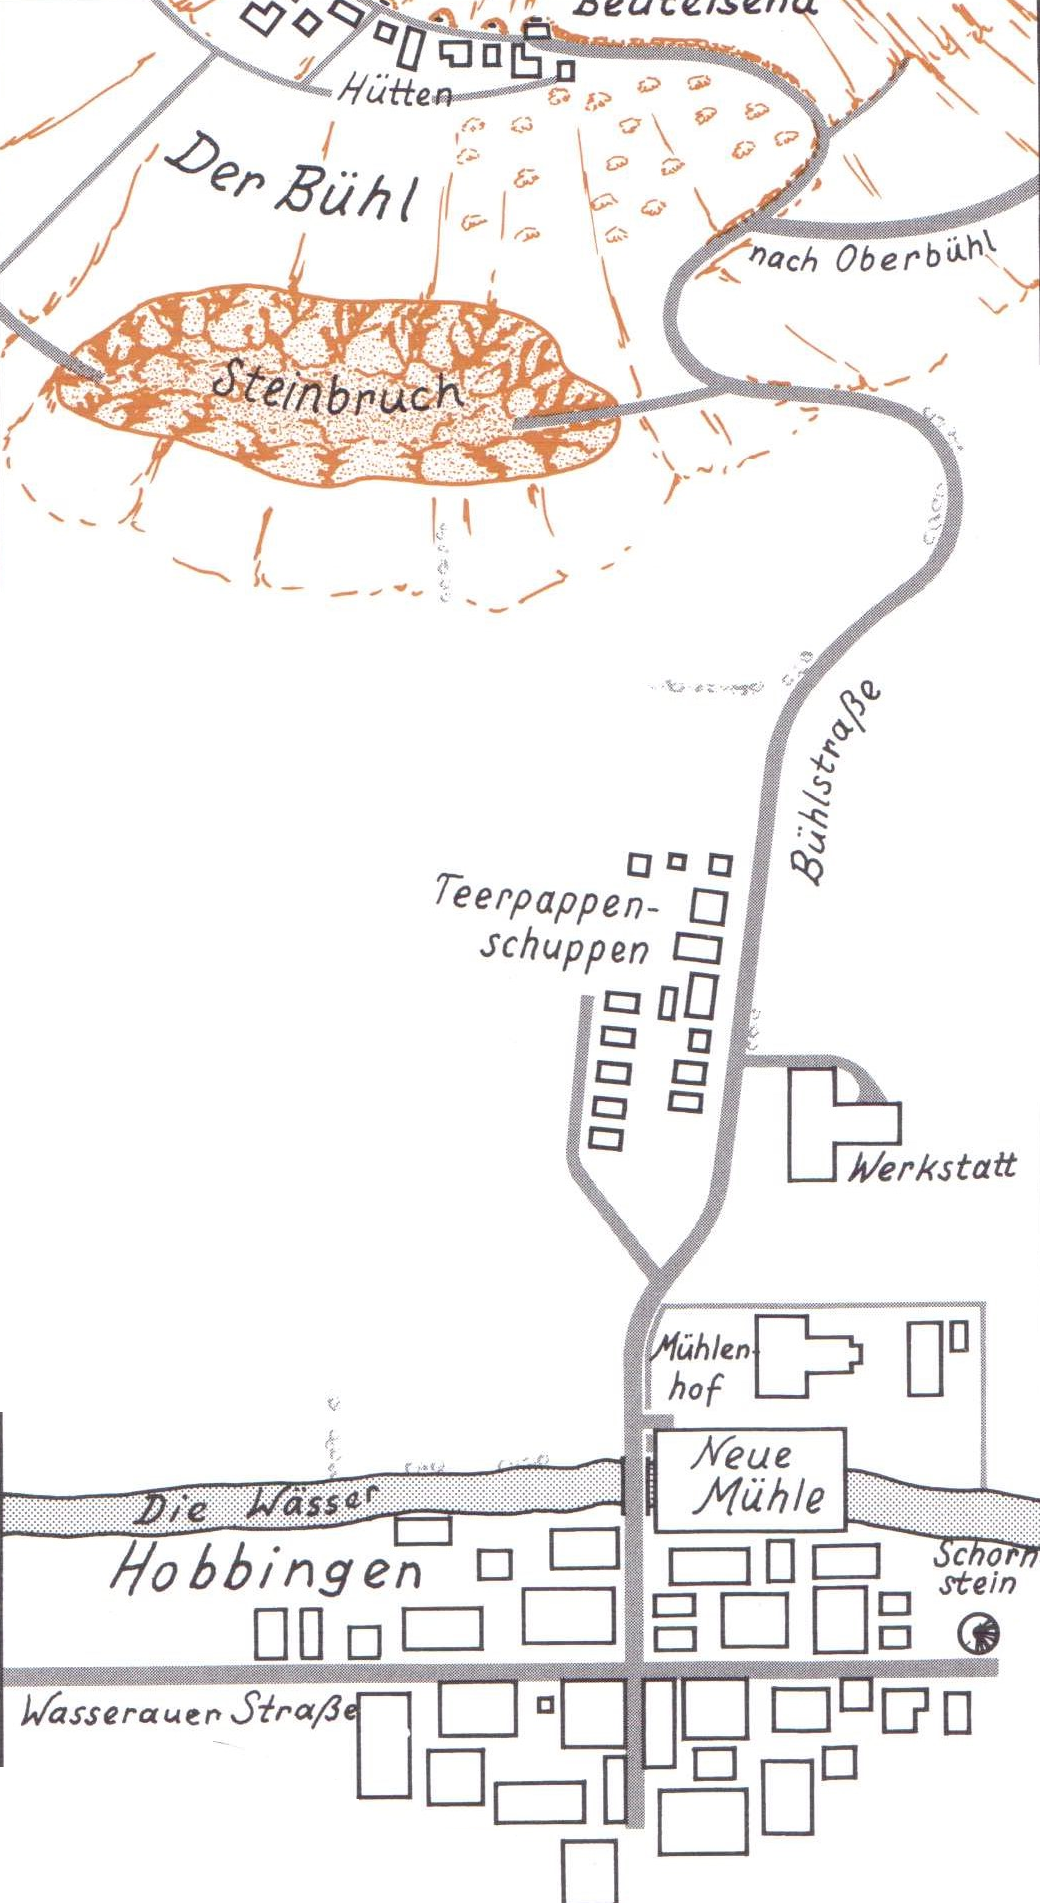 Beuteisend
Hütten
Der Bühl
nach Oberbühl
Steinbruch
Bühlstraße
Teerpappen-
schuppen
Werkstatt
Mühlen-
hof
Neue
Mühle
Die Wässer
Hobbingen
Schorn
stein
Wasserauer Straße